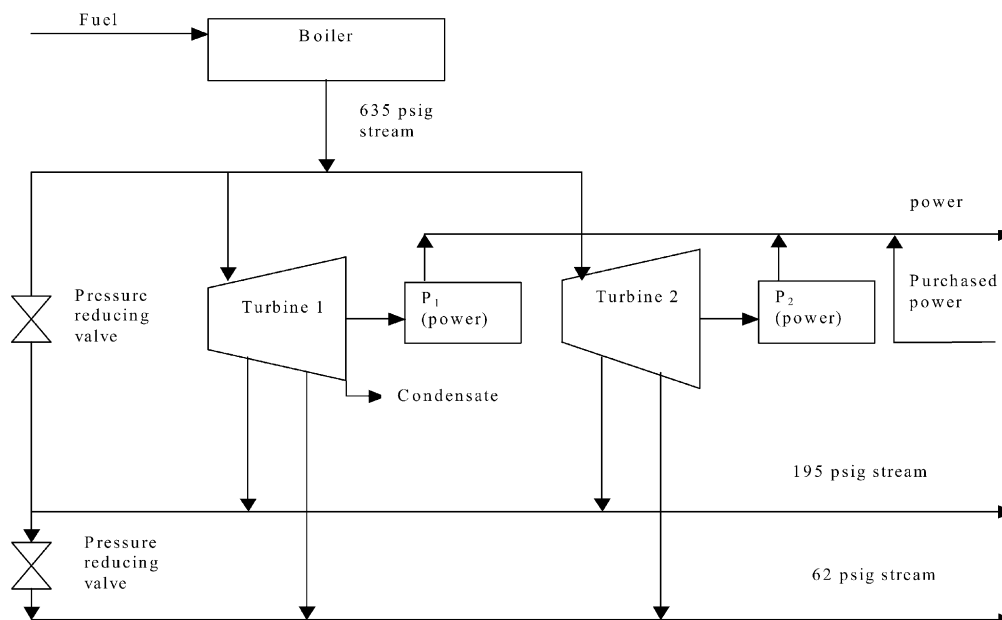 Fuel
Boiler
635 psig
stream
power
Pressure
reducing
valve
Turbine 1
P₁
(power)
Turbine 2
P₂
(power)
Purchased
power
Condensate
195 psig stream
Pressure
reducing
valve
62 psig stream